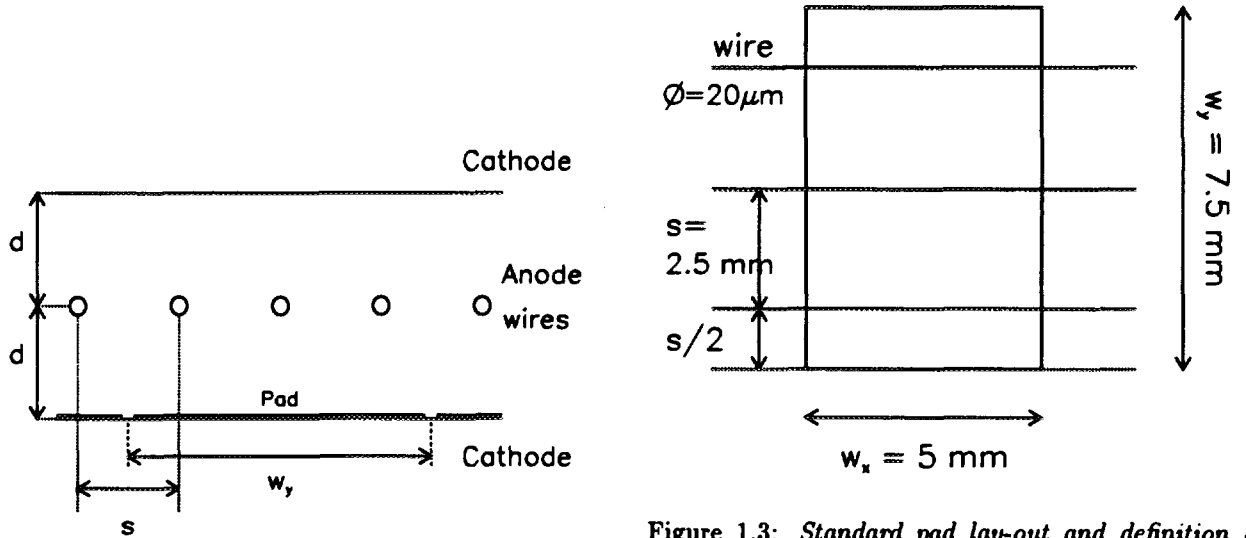 Cathode
d
Anode
wires
d
Pad
Cathode
w_y
s
wire
Ø=20μm
s=
2.5 mm
s/2
w_y = 7.5 mm
w_x = 5 mm
Figure 1.3: Standard pad lay-out and definition